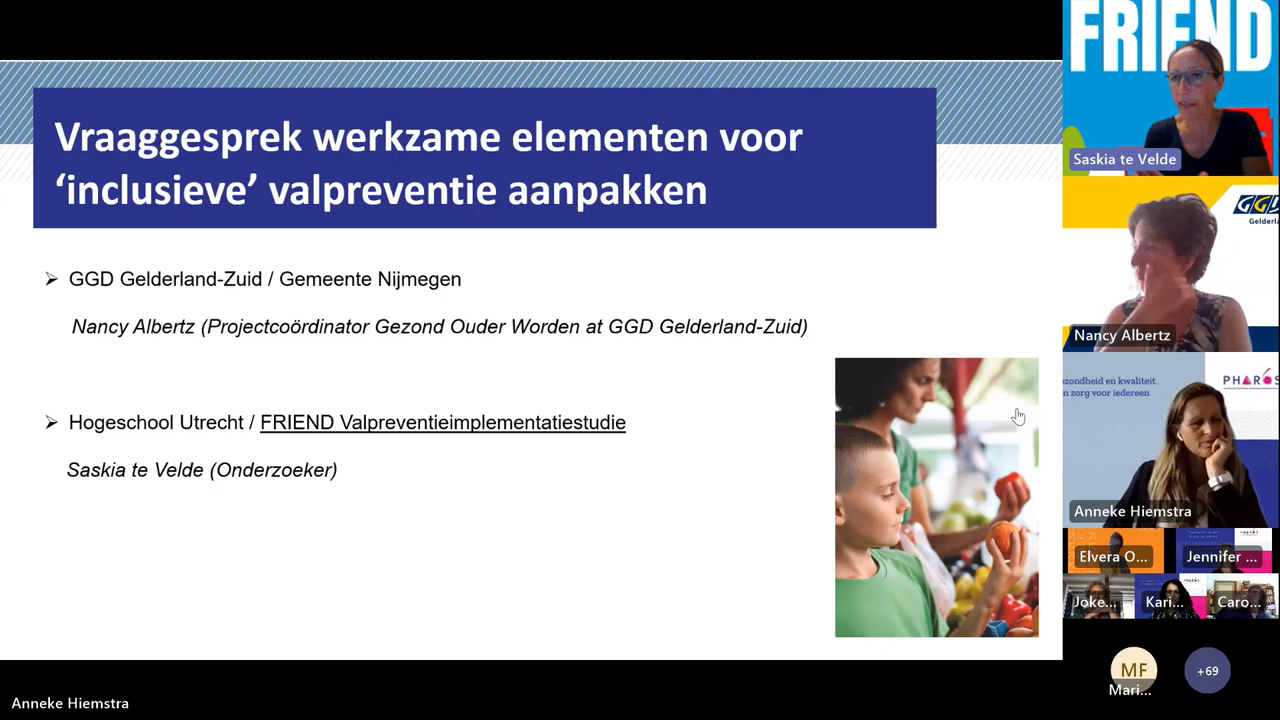 Vraaggesprek werkzame elementen voor
‘inclusieve’ valpreventie aanpakken
➢ GGD Gelderland-Zuid / Gemeente Nijmegen
Nancy Albertz (Projectcoördinator Gezond Ouder Worden at GGD Gelderland-Zuid)
➢ Hogeschool Utrecht / FRIEND Valpreventieimplementatiestudie
Saskia te Velde (Onderzoeker)
Anneke Hiemstra
FRIEND
Saskia te Velde
GGD
Gelderla
Nancy Albertz
ezondheid en kwaliteit
n zorg voor iedereen
PHAROS
Anneke Hiemstra
Elvera O...
Jennifer ...
Joke...
Kari...
Caro...
MF
Mari...
+69